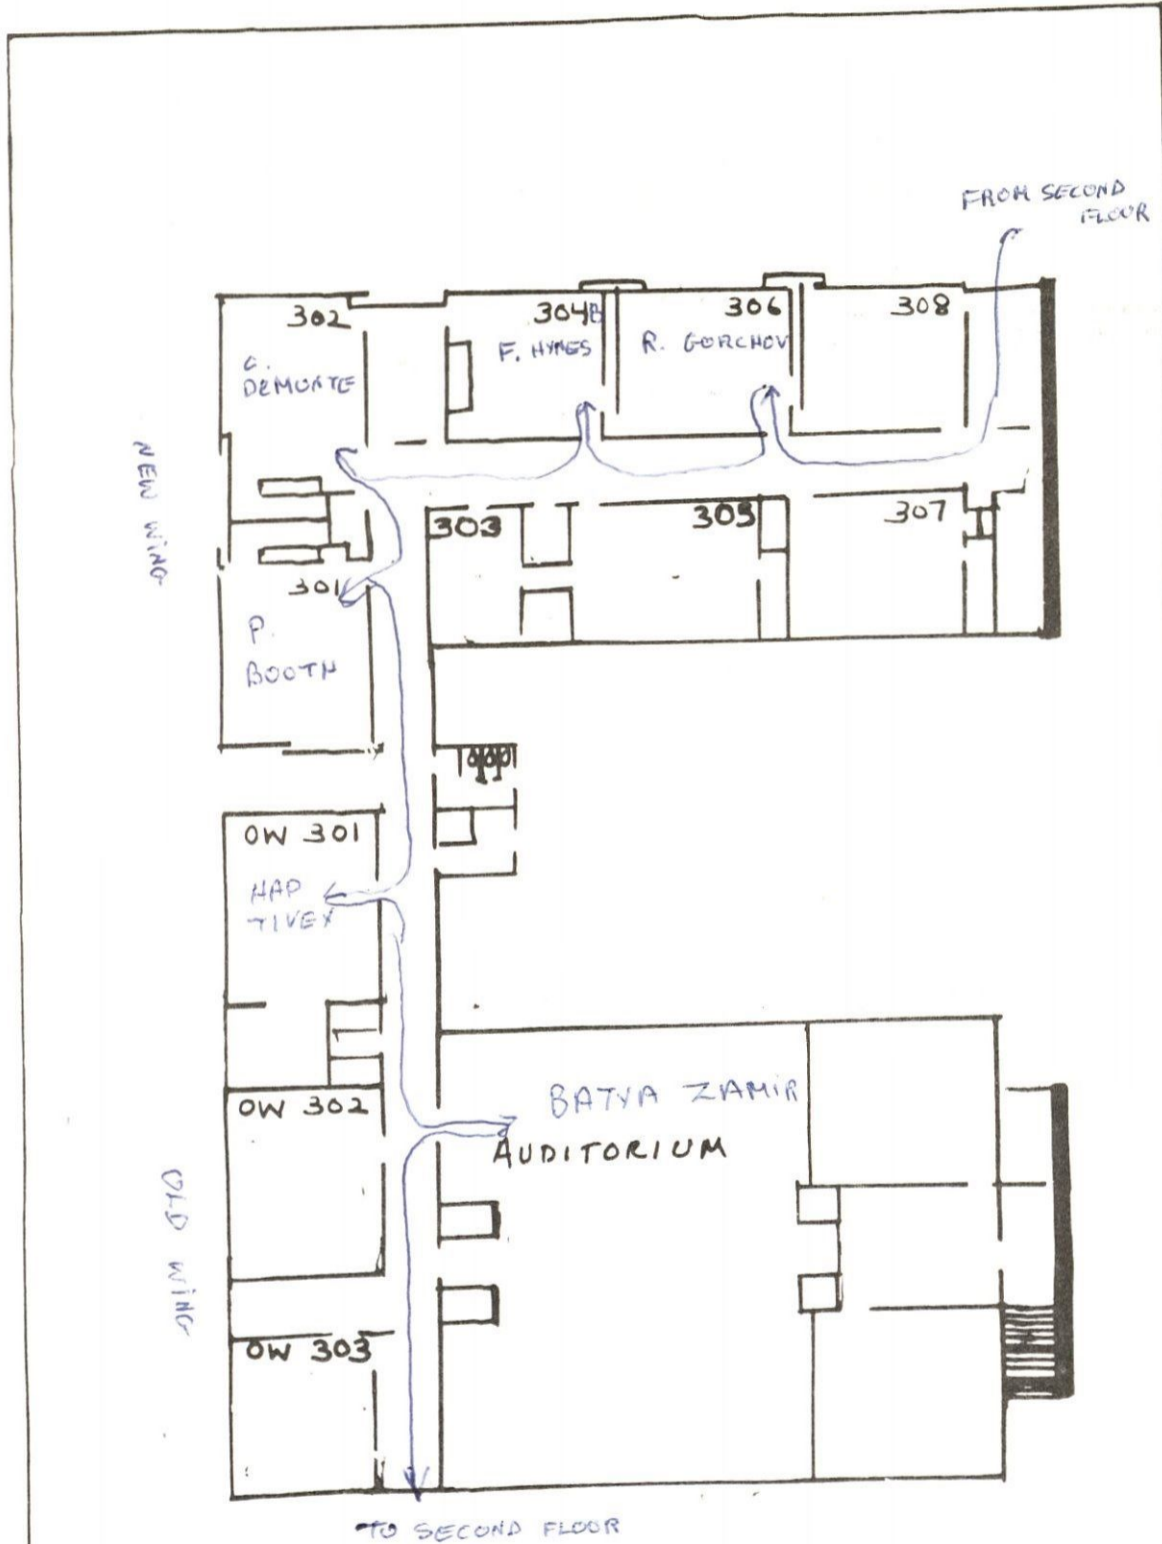 FROM SECOND
FLOOR
302
304B
306
308
C.
DEMONTE
F. HYNES
R. GORCHOV
NEW WING
303
305
307
301
P.
BOOTH
OW 301
HAP
TIVEY
OW 302
BATYA ZAMIR
AUDITORIUM
OLD WING
OW 303
TO SECOND FLOOR